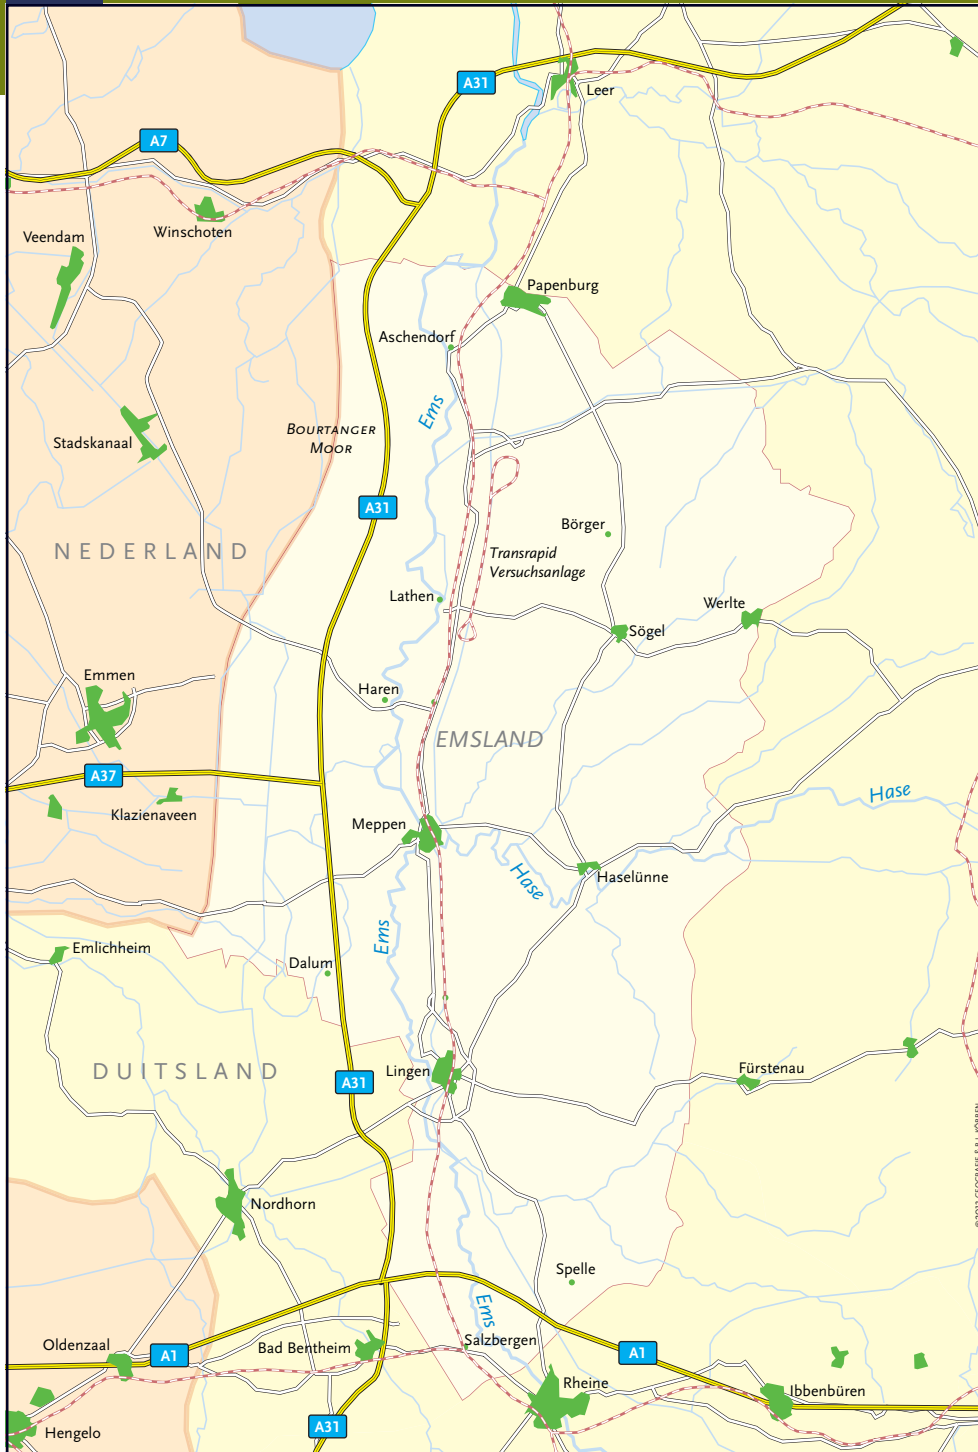 A31
Leer
A7
Winschoten
Veendam
Papenburg
Aschendorf
Ems
Bourtanger
Moor
Stadskanaal
A31
Börger
NEDERLAND
Transrapid
Versuchsanlage
Lathen
Werlte
Sögel
Emmen
Haren
EMSLAND
A37
Hase
Klazienaveen
Meppen
Hase
Haselünne
Ems
Emlichheim
Dalum
DUITSLAND
A31
Lingen
Fürstenau
Nordhorn
Spelle
Ems
Oldenzaal
A1
Bad Bentheim
Salzbergen
A1
Rheine
Ibbenbüren
A31
Hengelo